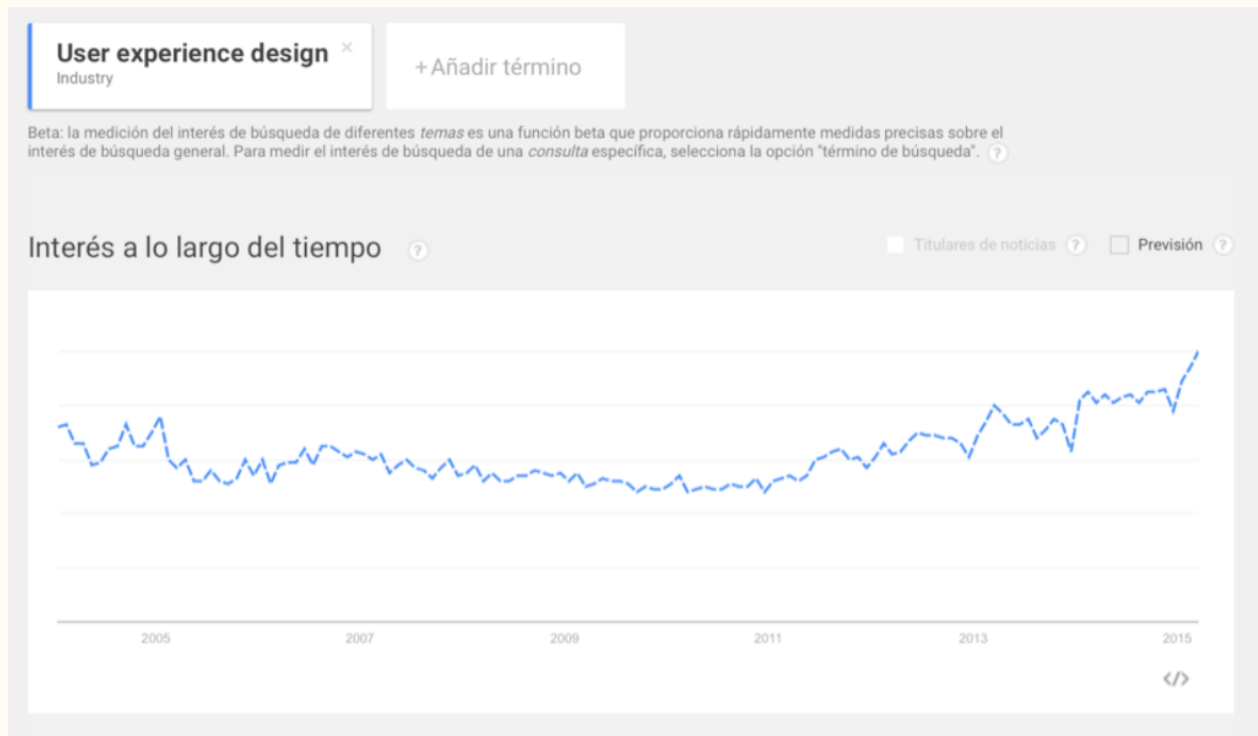 User experience design ×
Industry
+Añadir término
Beta: la medición del interés de búsqueda de diferentes temas es una función beta que proporciona rápidamente medidas precisas sobre el
interés de búsqueda general. Para medir el interés de búsqueda de una consulta específica, selecciona la opción "término de búsqueda". ?
Interés a lo largo del tiempo ?
Titulares de noticias ? Previsión ?
2005 2007 2009 2011 2013 2015
</>